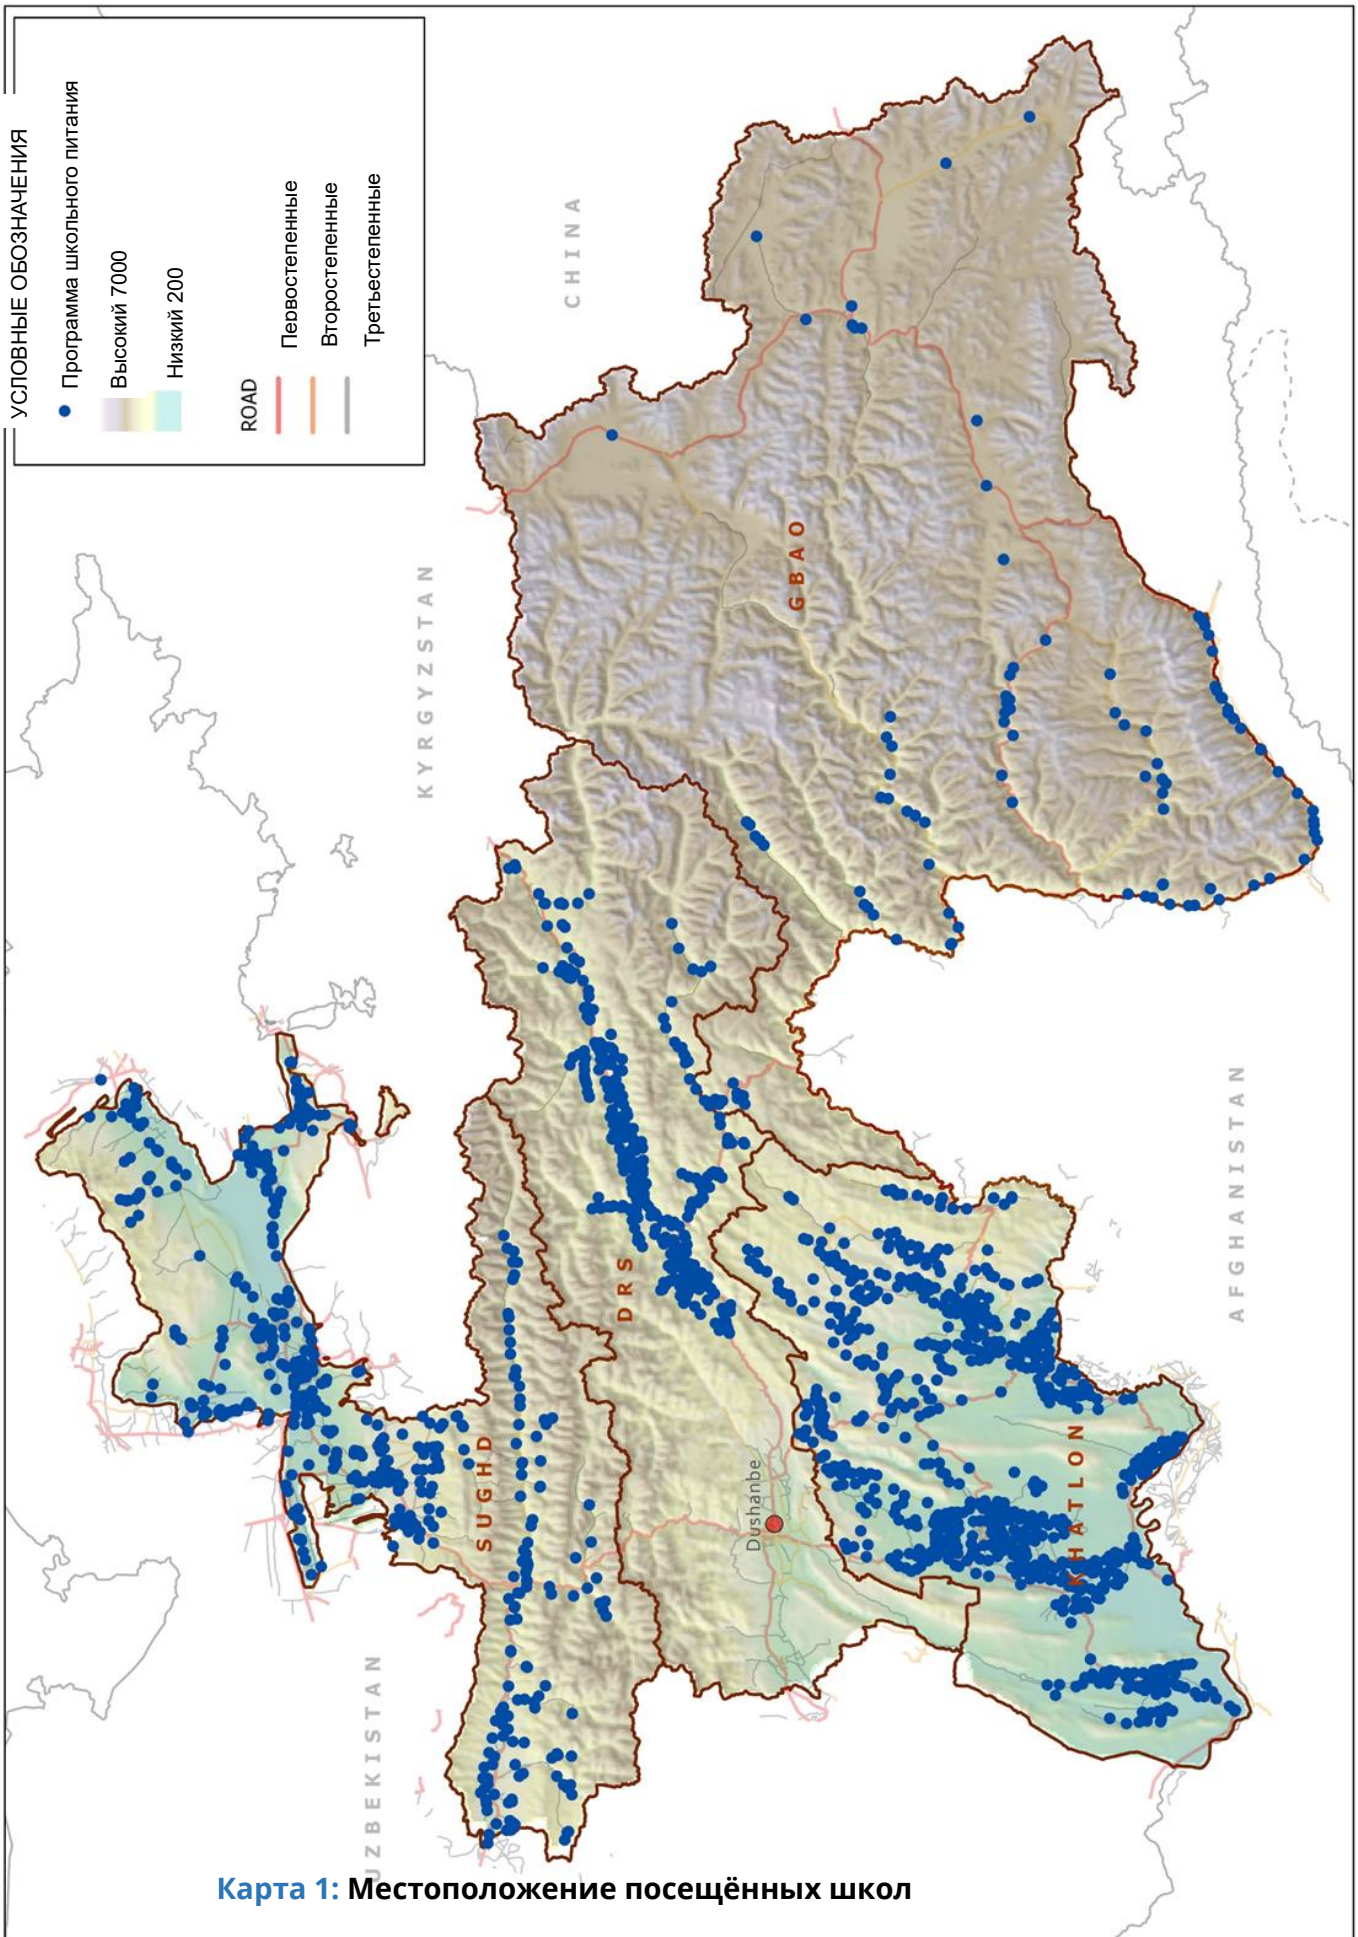 УСЛОВНЫЕ ОБОЗНАЧЕНИЯ
Программа школьного питания
Высокий 7000
Низкий 200
ROAD
Первостепенные
Второстепенные
Третьестепенные
CHINA
KYRGYZSTAN
GBAO
UZBEKISTAN
SUGHD
DRS
Dushanbe
KHATLON
AFGHANISTAN
Карта 1: Местоположение посещённых школ